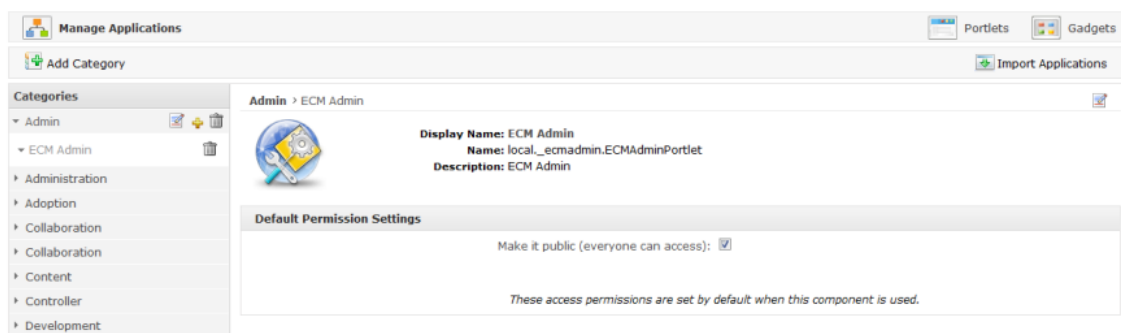 Manage Applications
Portlets
Gadgets
Add Category
Import Applications
Categories
Admin
ECM Admin
Administration
Adoption
Collaboration
Collaboration
Content
Controller
Development
Admin > ECM Admin
Display Name: ECM Admin
Name: local._ecmadmin.ECMAdminPortlet
Description: ECM Admin
Default Permission Settings
Make it public (everyone can access):
These access permissions are set by default when this component is used.